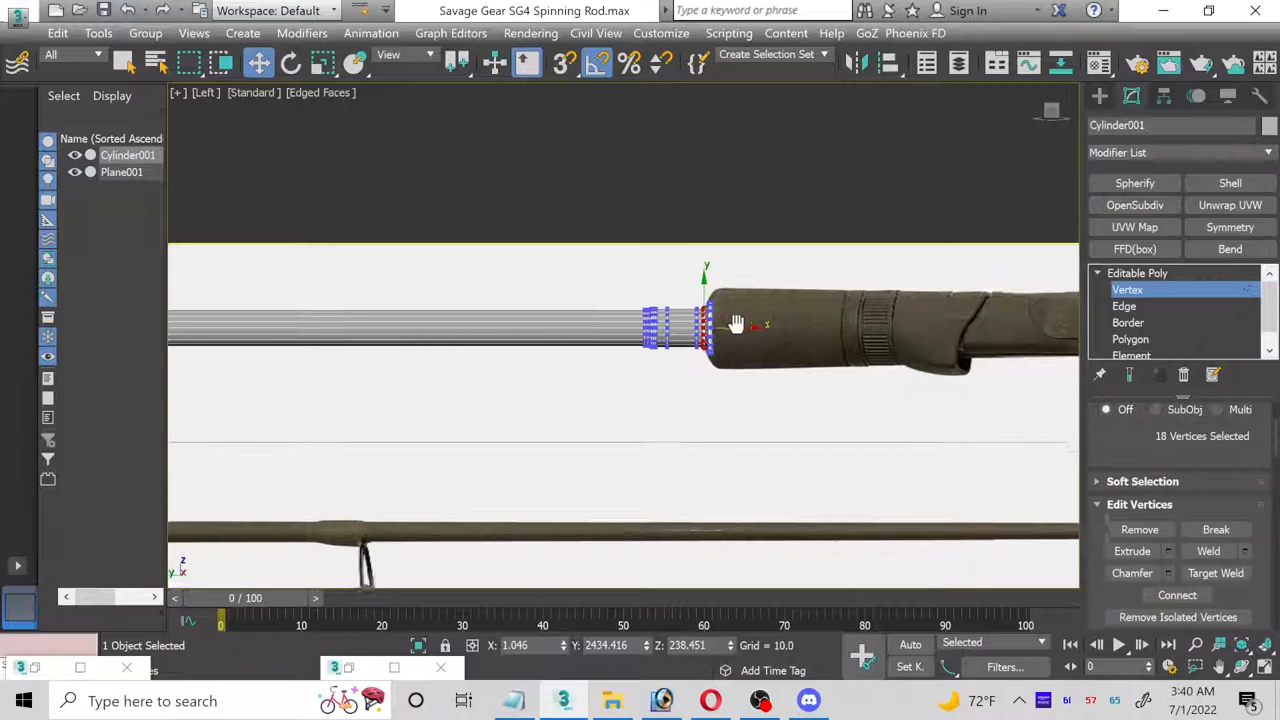 Workspace: Default
Savage Gear SG4 Spinning Rod.max
Type a keyword or phrase
Sign In
Edit Tools Group Views Create Modifiers Animation Graph Editors Rendering Civil View Customize Scripting Content Help GoZ Phoenix FD
All
View
Create Selection Set
Select Display
[+] [Left] [Standard] [Edged Faces]
Name (Sorted Ascend
Cylinder001
Plane001
y
x
z
y
x
Cylinder001
Modifier List
Spherify Shell
OpenSubdiv Unwrap UVW
UVW Map Symmetry
FFD(box) Bend
Editable Poly
Vertex
Edge
Border
Polygon
Element
Off SubObj Multi
18 Vertices Selected
Soft Selection
Edit Vertices
Remove Break
Extrude Weld
Chamfer Target Weld
Connect
Remove Isolated Vertices
0 / 100
0 10 20 30 40 50 60 70 80 90 100
1 Object Selected
X: 1.046 Y: 2434.416 Z: 238.451 Grid = 10.0
Add Time Tag
Auto Selected
Set K. Filters...
0
Type here to search
72°F
6I 57 65
3:40 AM
7/1/2022
5